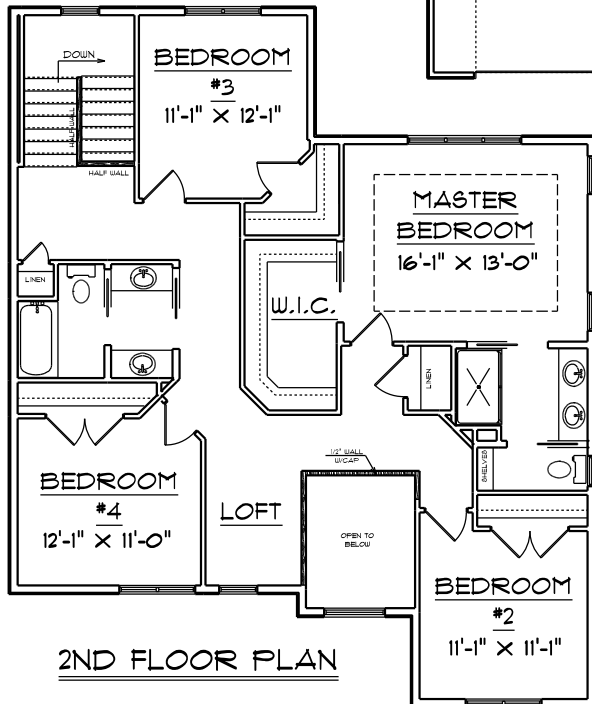 DOWN
HALF WALL
HALF WALL
BEDROOM
#3
11'-1" X 12'-1"
MASTER
BEDROOM
16'-1" X 13'-0"
LINEN
W.I.C.
LINEN
1/2" WALL
W/CAP
SHELVES
BEDROOM
#4
12'-1" X 11'-0"
LOFT
OPEN TO
BELOW
BEDROOM
#2
11'-1" X 11'-1"
2ND FLOOR PLAN